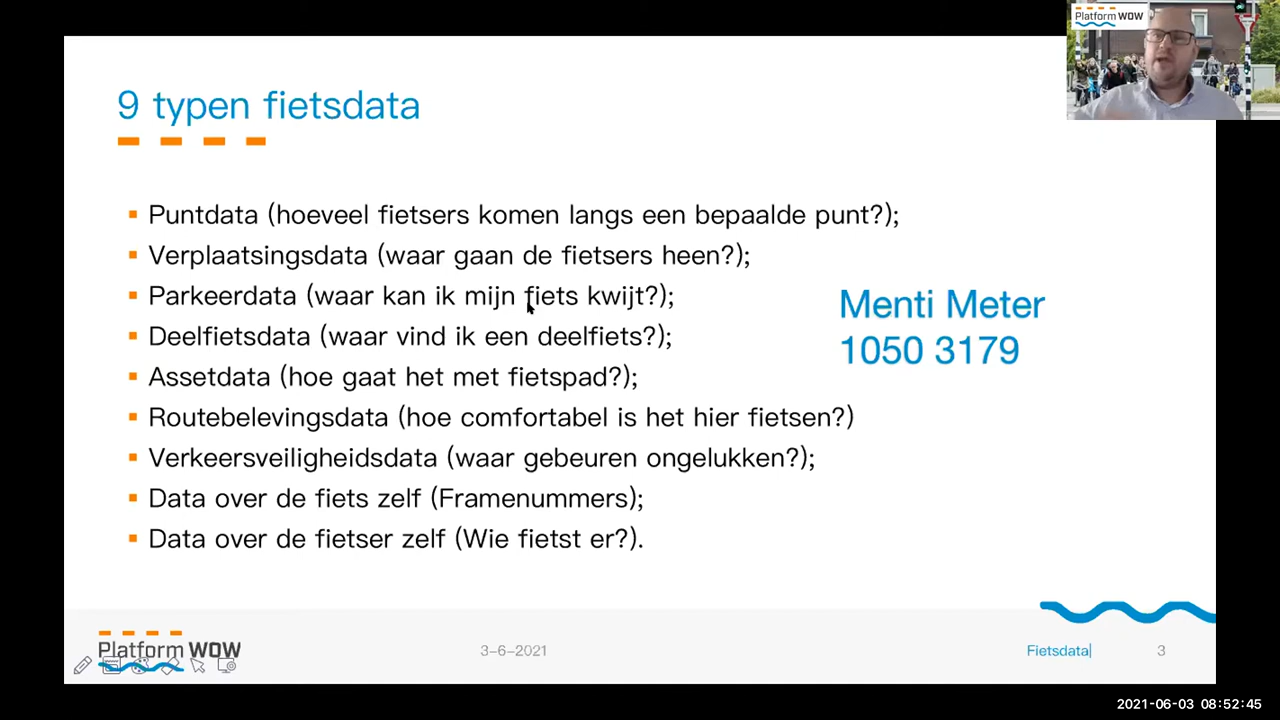 Platform WOW
9 typen fietsdata
Puntdata (hoeveel fietsers komen langs een bepaalde punt?);
Verplaatsingsdata (waar gaan de fietsers heen?);
Parkeerdata (waar kan ik mijn fiets kwijt?);
Deelfietsdata (waar vind ik een deelfiets?);
Assetdata (hoe gaat het met fietspad?);
Routebelevingsdata (hoe comfortabel is het hier fietsen?)
Verkeersveiligheidsdata (waar gebeuren ongelukken?);
Data over de fiets zelf (Framenummers);
Data over de fietser zelf (Wie fietst er?).
Menti Meter
1050 3179
Platform WOW
3-6-2021
Fietsdata|
3
2021-06-03 08:52:45